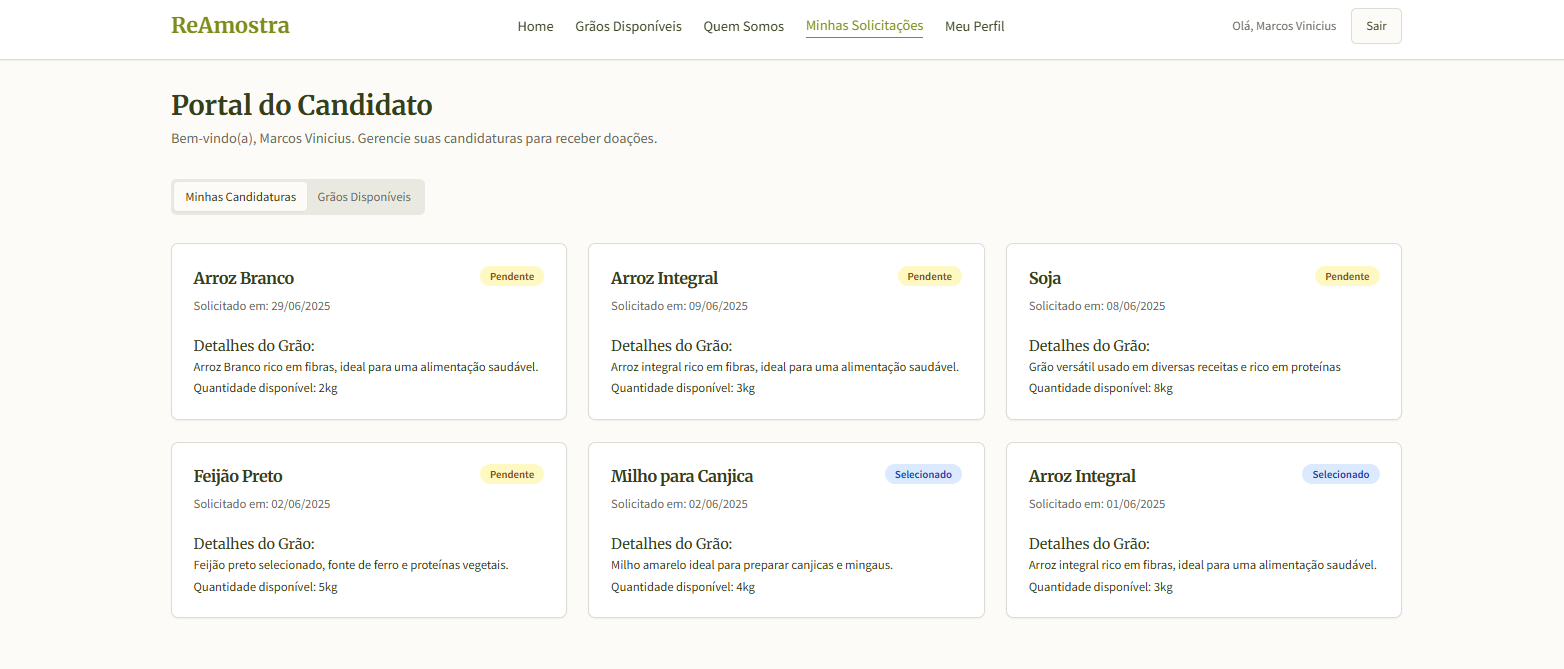 ReAmostra
Home
Grãos Disponíveis
Quem Somos
Minhas Solicitações
Meu Perfil
Olá, Marcos Vinicius
Sair
Portal do Candidato
Bem-vindo(a), Marcos Vinicius. Gerencie suas candidaturas para receber doações.
Minhas Candidaturas
Grãos Disponíveis
Arroz Branco
Pendente
Solicitado em: 29/06/2025
Detalhes do Grão:
Arroz Branco rico em fibras, ideal para uma alimentação saudável.
Quantidade disponível: 2kg
Arroz Integral
Pendente
Solicitado em: 09/06/2025
Detalhes do Grão:
Arroz integral rico em fibras, ideal para uma alimentação saudável.
Quantidade disponível: 3kg
Soja
Pendente
Solicitado em: 08/06/2025
Detalhes do Grão:
Grão versátil usado em diversas receitas e rico em proteínas
Quantidade disponível: 8kg
Feijão Preto
Pendente
Solicitado em: 02/06/2025
Detalhes do Grão:
Feijão preto selecionado, fonte de ferro e proteínas vegetais.
Quantidade disponível: 5kg
Milho para Canjica
Selecionado
Solicitado em: 02/06/2025
Detalhes do Grão:
Milho amarelo ideal para preparar canjicas e mingaus.
Quantidade disponível: 4kg
Arroz Integral
Selecionado
Solicitado em: 01/06/2025
Detalhes do Grão:
Arroz integral rico em fibras, ideal para uma alimentação saudável.
Quantidade disponível: 3kg